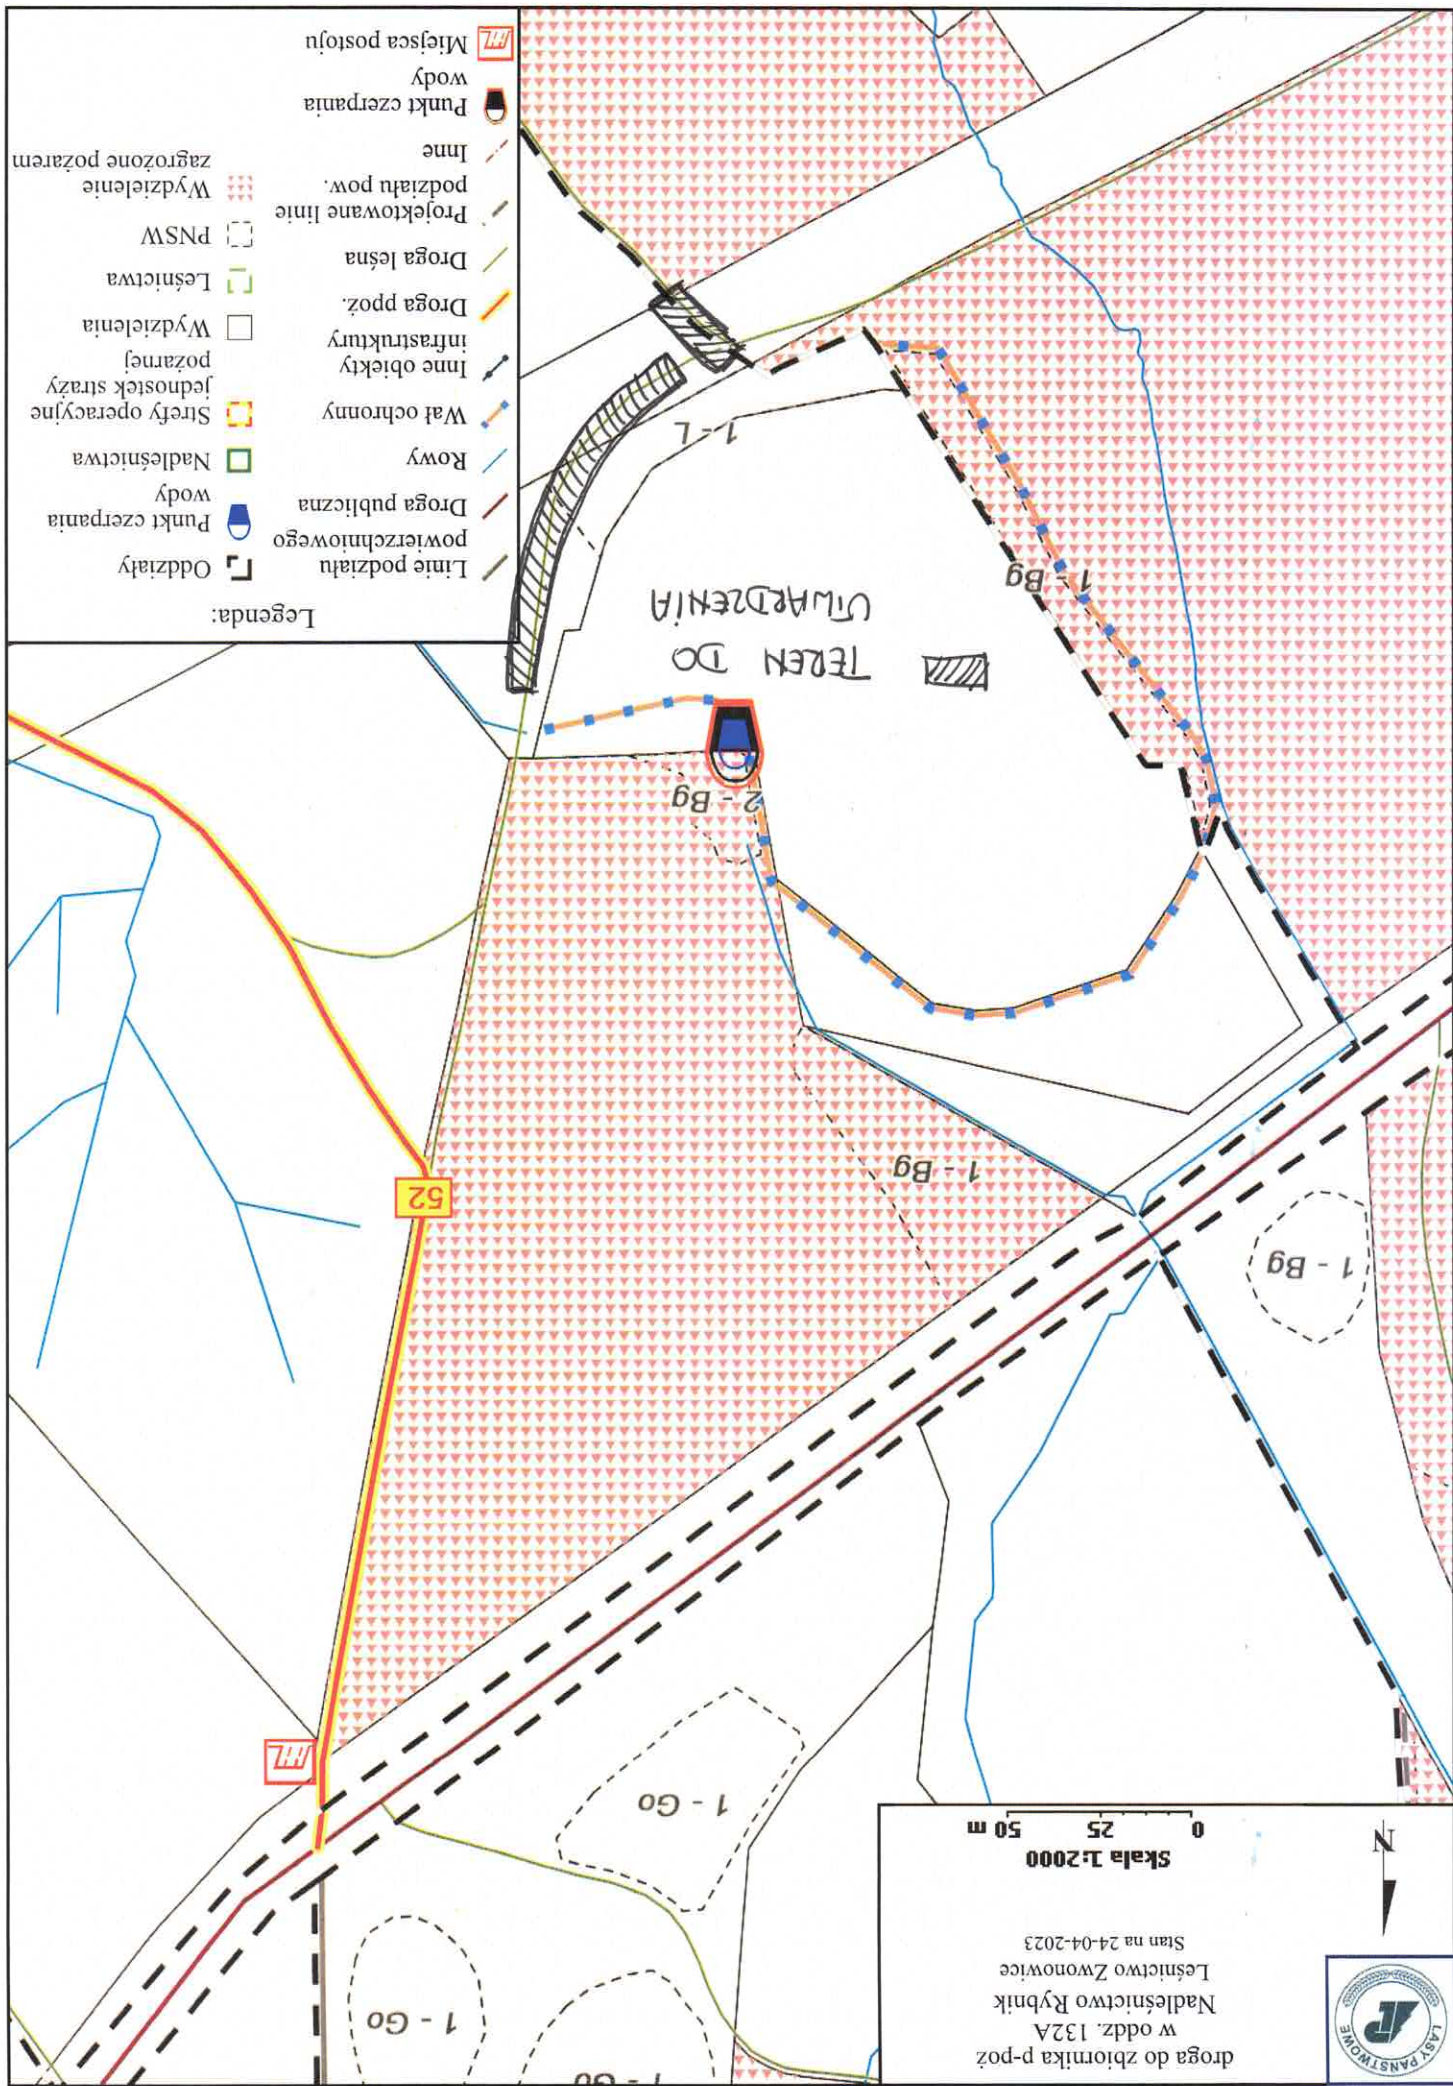 LASY PAŃSTWOWE
droga do zbiornika p-poż
w oddz. 132A
Nadleśnictwo Rybnik
Leśnictwo Zwonowice
Stan na 24-04-2023
Skala 1:2000
0 25 50 m
N
1 - Go
1 - Go
1 - Go
1 - Bg
52
1 - Bg
2 - Bg
TEREN DO
UTWARDZENIA
1 - Bg
1 - L
Legenda:
Linie podziału
powierzchniowego
Droga publiczna
Rowy
Wał ochronny
Inne obiekty
infrastruktury
Droga ppoż.
Droga leśna
Projektowane linie
podziału pow.
Inne
Punkt czerpania
wody
Miejsca postoju
Oddziały
Punkt czerpania
wody
Nadleśnictwa
Strefy operacyjne
jednostek straży
pożarnej
Wydzielenia
Leśnictwa
PNSW
Wydzielenie
zagrożone pożarem